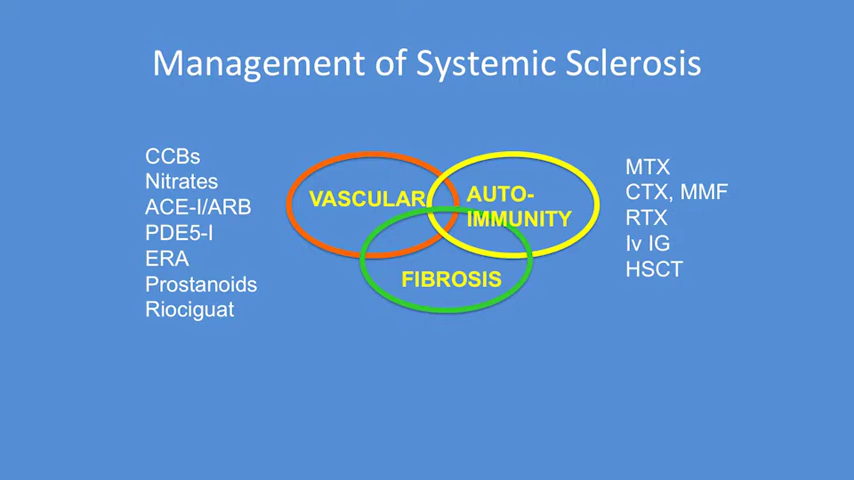 Management of Systemic Sclerosis
CCBs
Nitrates
ACE-I/ARB
PDE5-I
ERA
Prostanoids
Riociguat
VASCULAR
AUTO-
IMMUNITY
FIBROSIS
MTX
CTX, MMF
RTX
Iv IG
HSCT